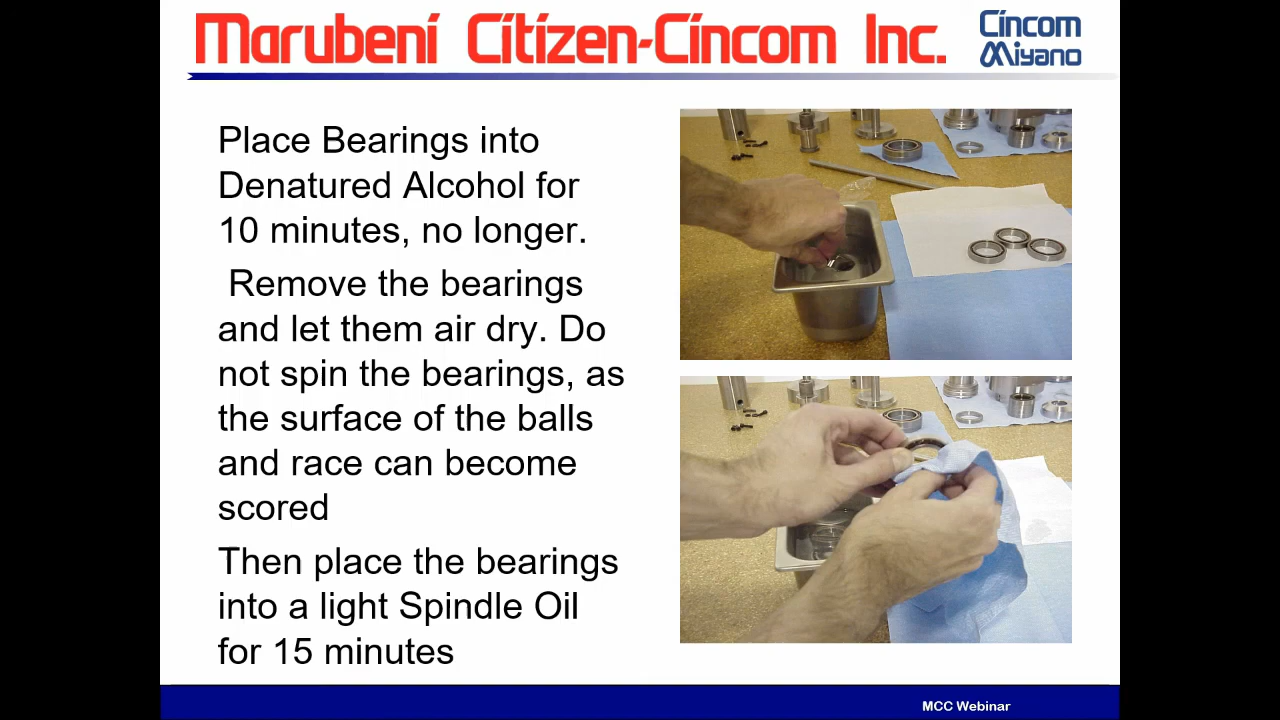 Marubeni Citizen-Cincom Inc.
Cincom
Miyano
Place Bearings into
Denatured Alcohol for
10 minutes, no longer.
Remove the bearings
and let them air dry. Do
not spin the bearings, as
the surface of the balls
and race can become
scored
Then place the bearings
into a light Spindle Oil
for 15 minutes
MCC Webinar